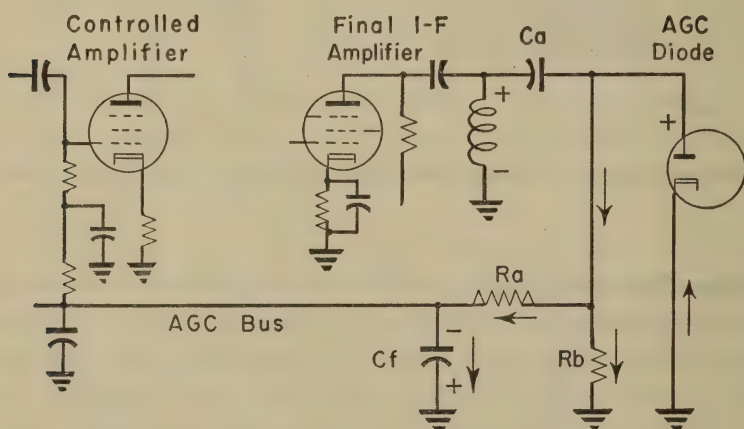 Controlled
Amplifier
Final I-F
Amplifier
Ca
AGC
Diode
+
-
+
Ra
AGC Bus
-
Cf
+
Rb